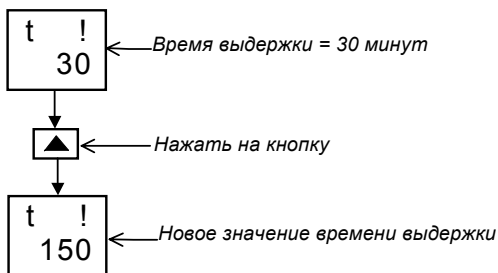 t !
30
Время выдержки = 30 минут
Нажать на кнопку
t !
150
Новое значение времени выдержки